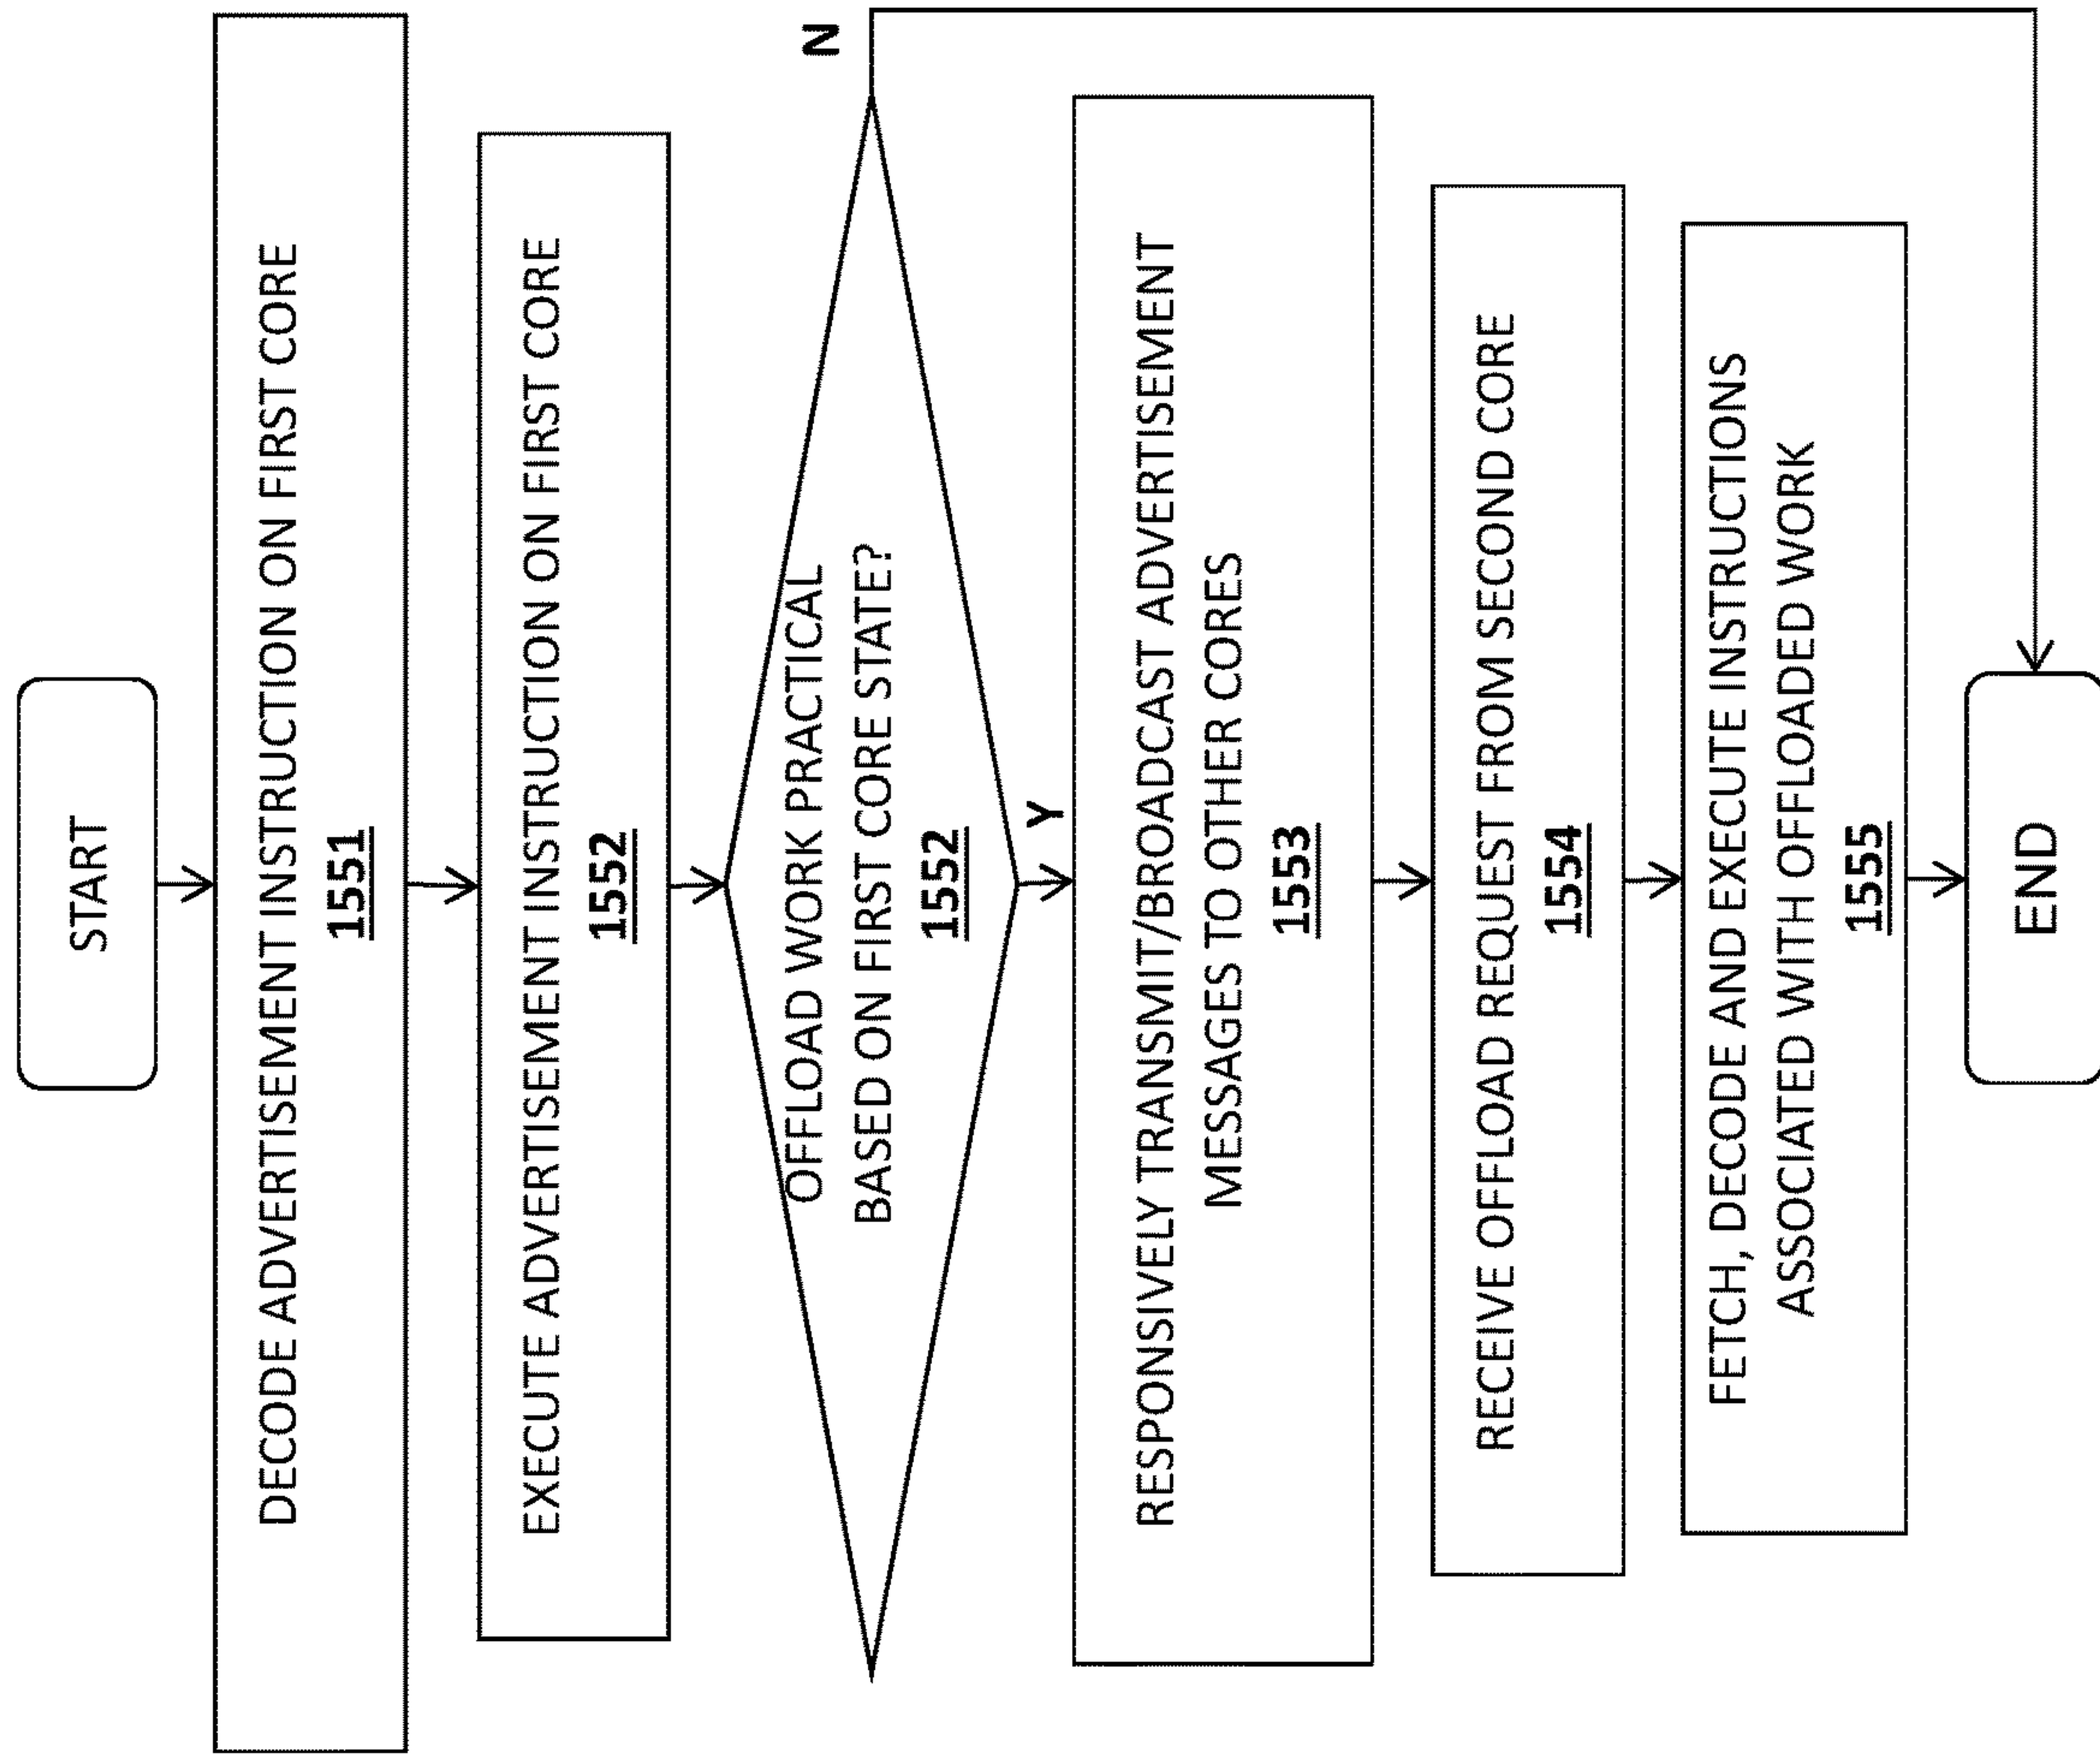 START
DECODE ADVERTISEMENT INSTRUCTION ON FIRST CORE
1551
EXECUTE ADVERTISEMENT INSTRUCTION ON FIRST CORE
1552
OFFLOAD WORK PRACTICAL
BASED ON FIRST CORE STATE?
1552
N
Y
RESPONSIVELY TRANSMIT/BROADCAST ADVERTISEMENT
MESSAGES TO OTHER CORES
1553
RECEIVE OFFLOAD REQUEST FROM SECOND CORE
1554
FETCH, DECODE AND EXECUTE INSTRUCTIONS
ASSOCIATED WITH OFFLOADED WORK
1555
END